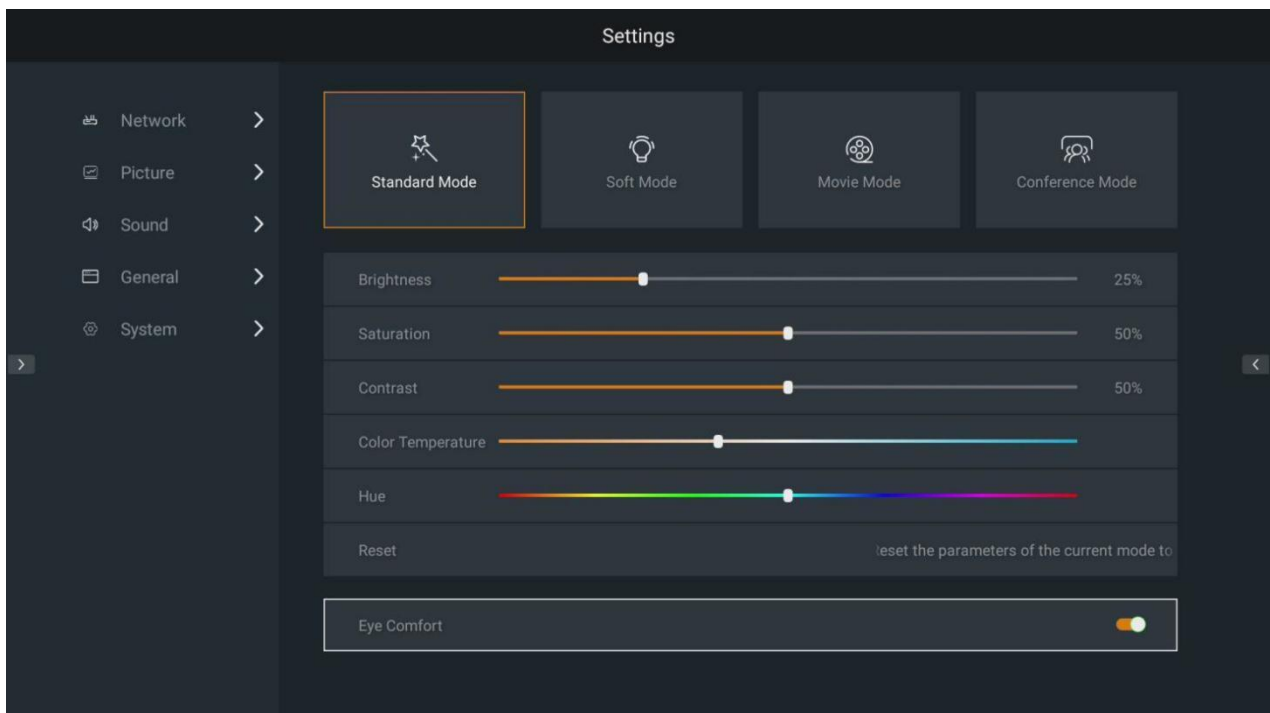 Settings
Network
Picture
Sound
General
System
Standard Mode
Soft Mode
Movie Mode
Conference Mode
Brightness 25%
Saturation 50%
Contrast 50%
Color Temperature
Hue
Reset eset the parameters of the current mode to
Eye Comfort